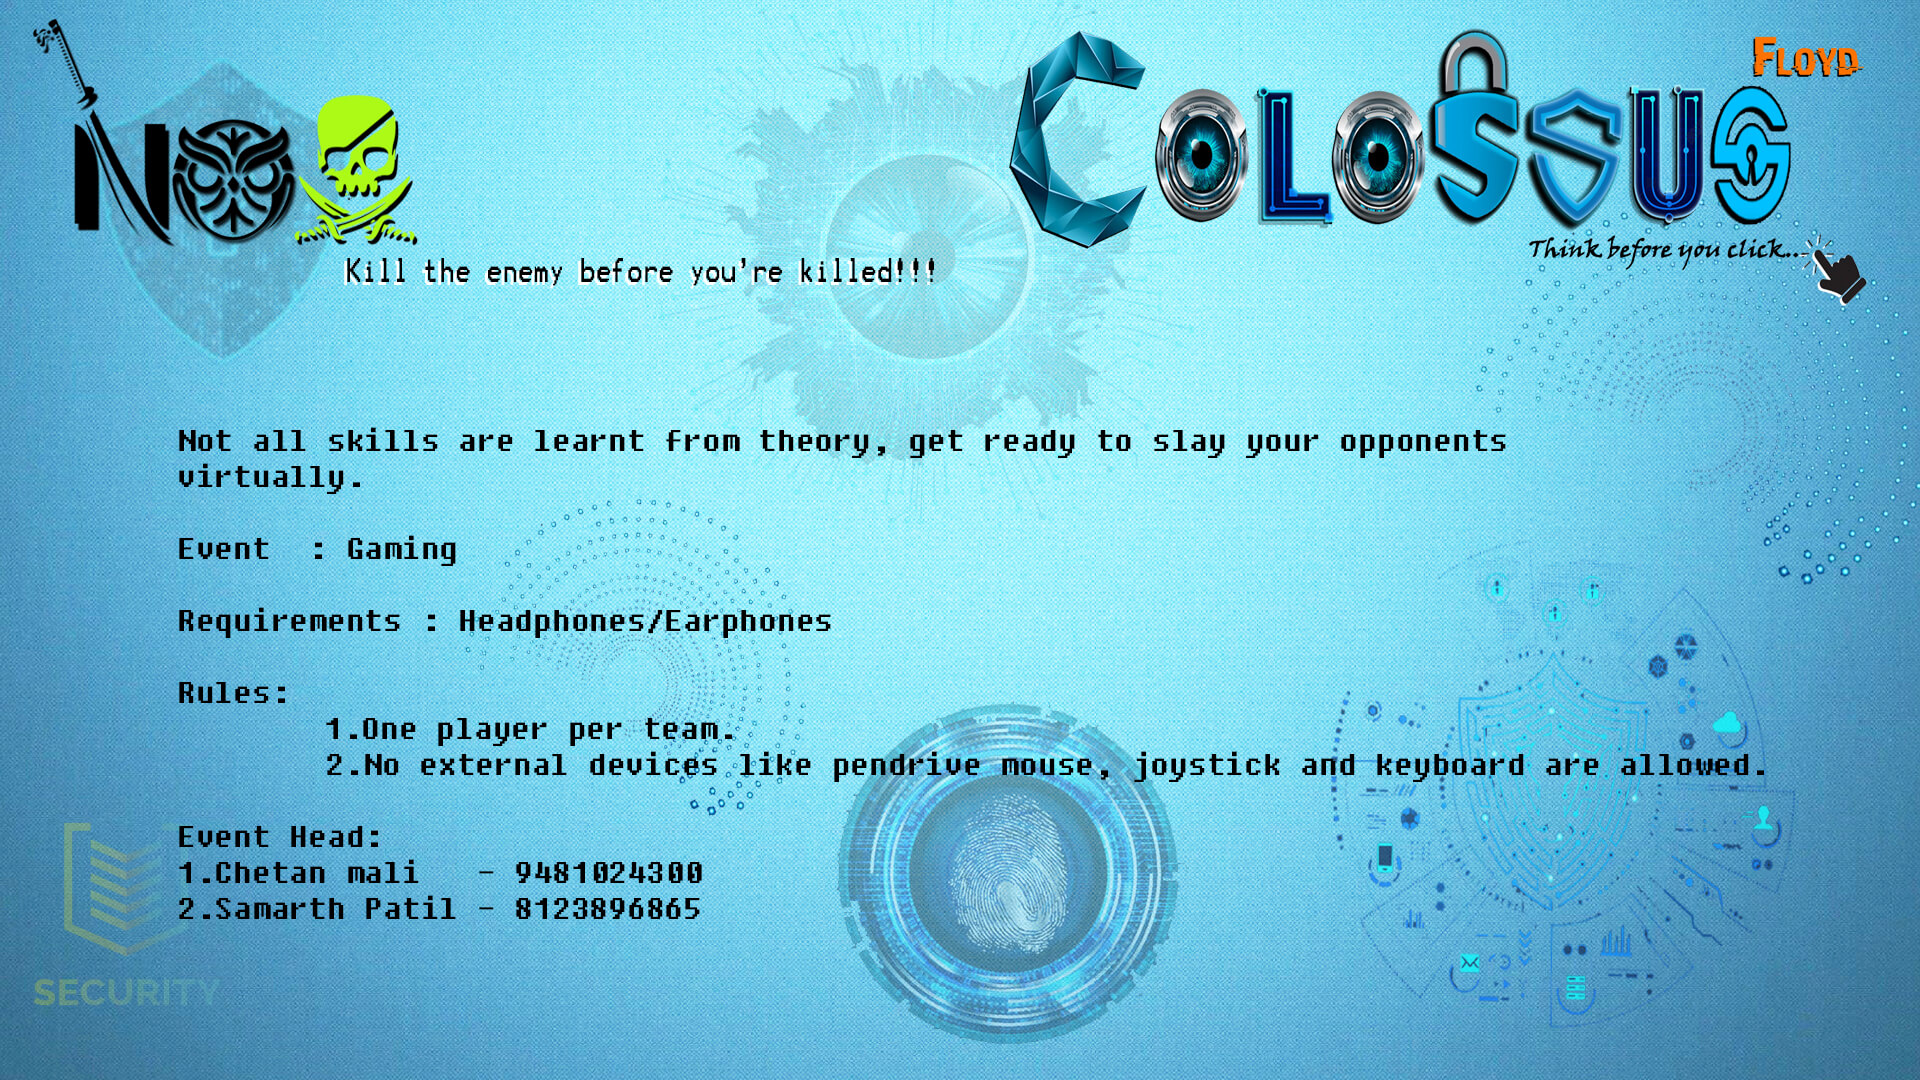 Floyd
Colossus
Think before you click...
Kill the enemy before you're killed!!!
Not all skills are learnt from theory, get ready to slay your opponents
virtually.
Event : Gaming
Requirements : Headphones/Earphones
Rules:
1.One player per team.
2.No external devices like pendrive mouse, joystick and keyboard are allowed.
Event Head:
1.Chetan mali - 9481024300
2.Samarth Patil - 8123896865
SECURITY